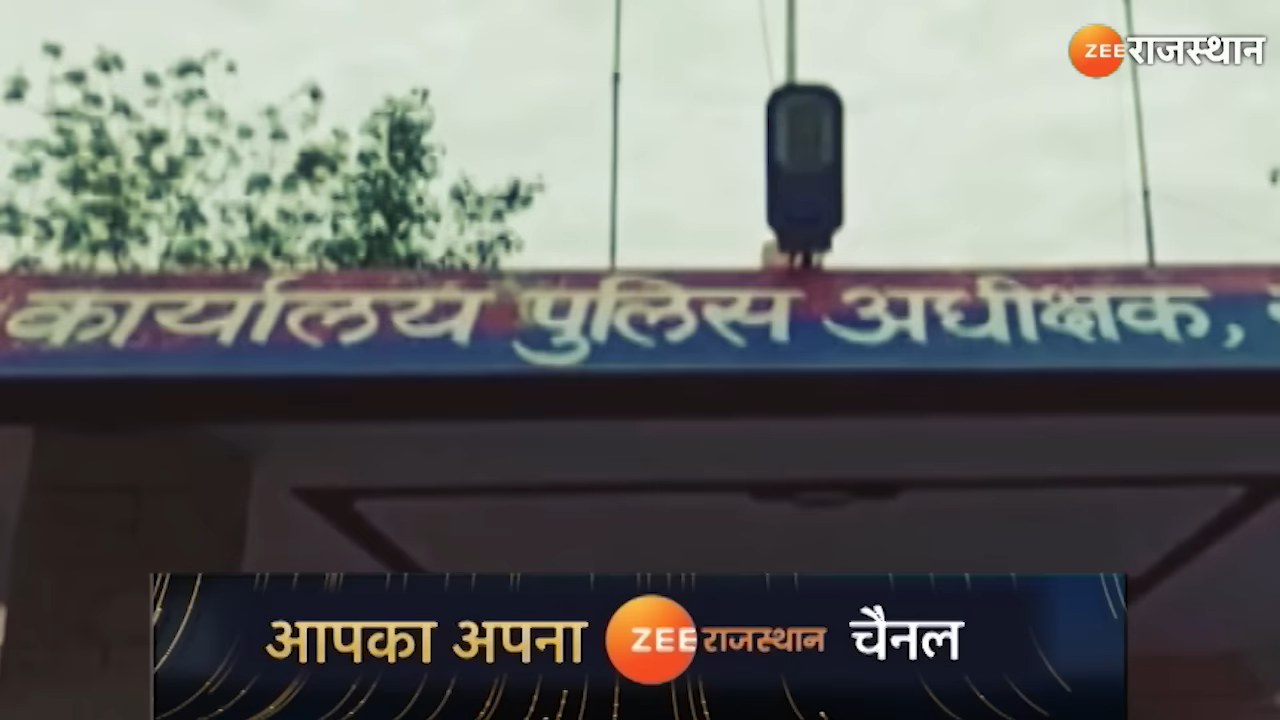 ZEE राजस्थान
कार्यालय पुलिस अधीक्षक,
आपका अपना ZEE राजस्थान चैनल